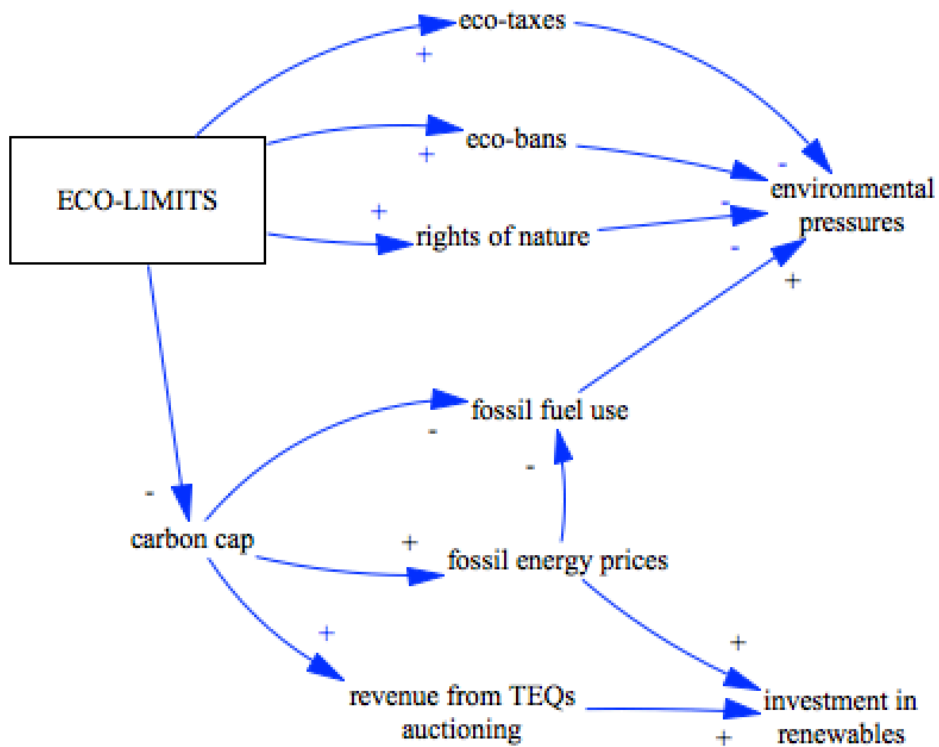 eco-taxes
+
eco-bans
+
-
environmental
pressures
ECO-LIMITS
+
-
rights of nature
-
+
fossil fuel use
-
-
-
carbon cap
+
fossil energy prices
+
+
revenue from TEQs
auctioning
investment in
renewables
+